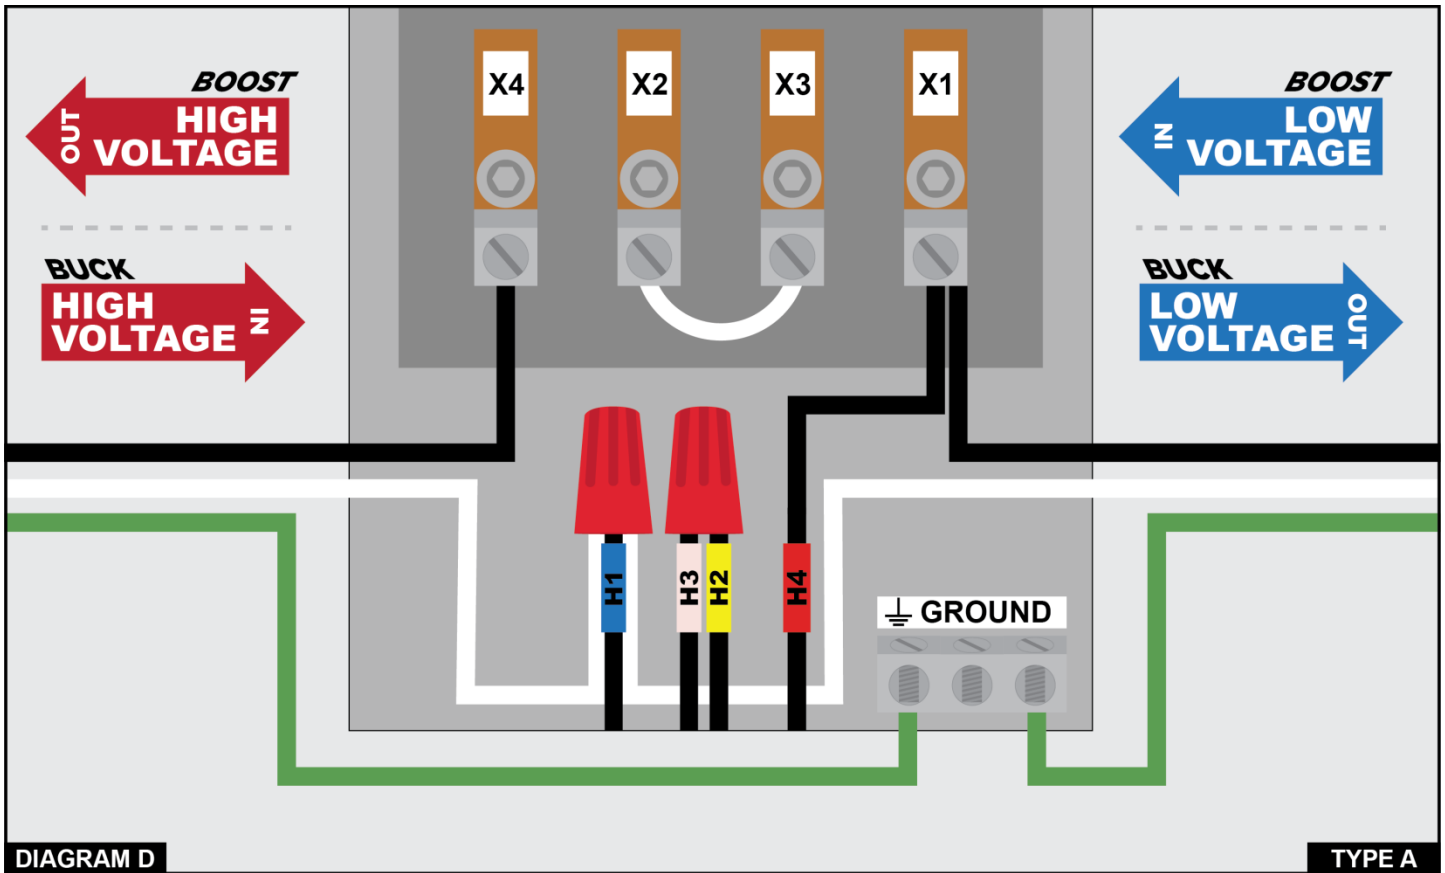 BOOST
HIGH
VOLTAGE
OUT
BUCK
HIGH
VOLTAGE
IN
X4
X2
X3
X1
BOOST
LOW
VOLTAGE
IN
BUCK
LOW
VOLTAGE
OUT
H1
H3
H2
H4
GROUND
DIAGRAM D
TYPE A